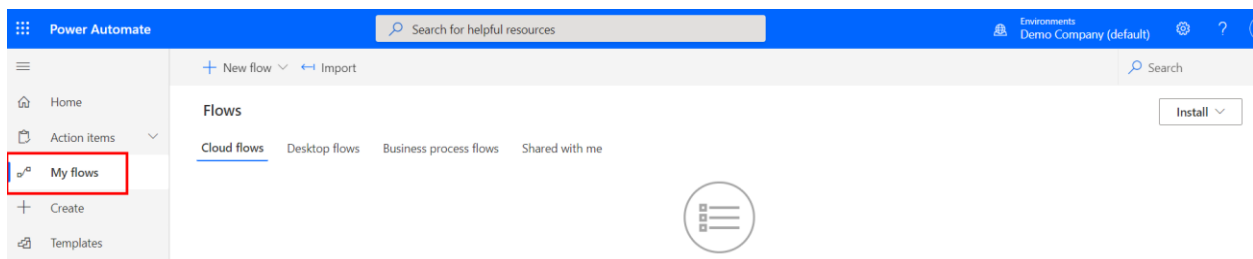 Power Automate
Search for helpful resources
Environments
Demo Company (default)
?
New flow
Import
Search
Home
Flows
Install
Action items
Cloud flows Desktop flows Business process flows Shared with me
My flows
Create
Templates